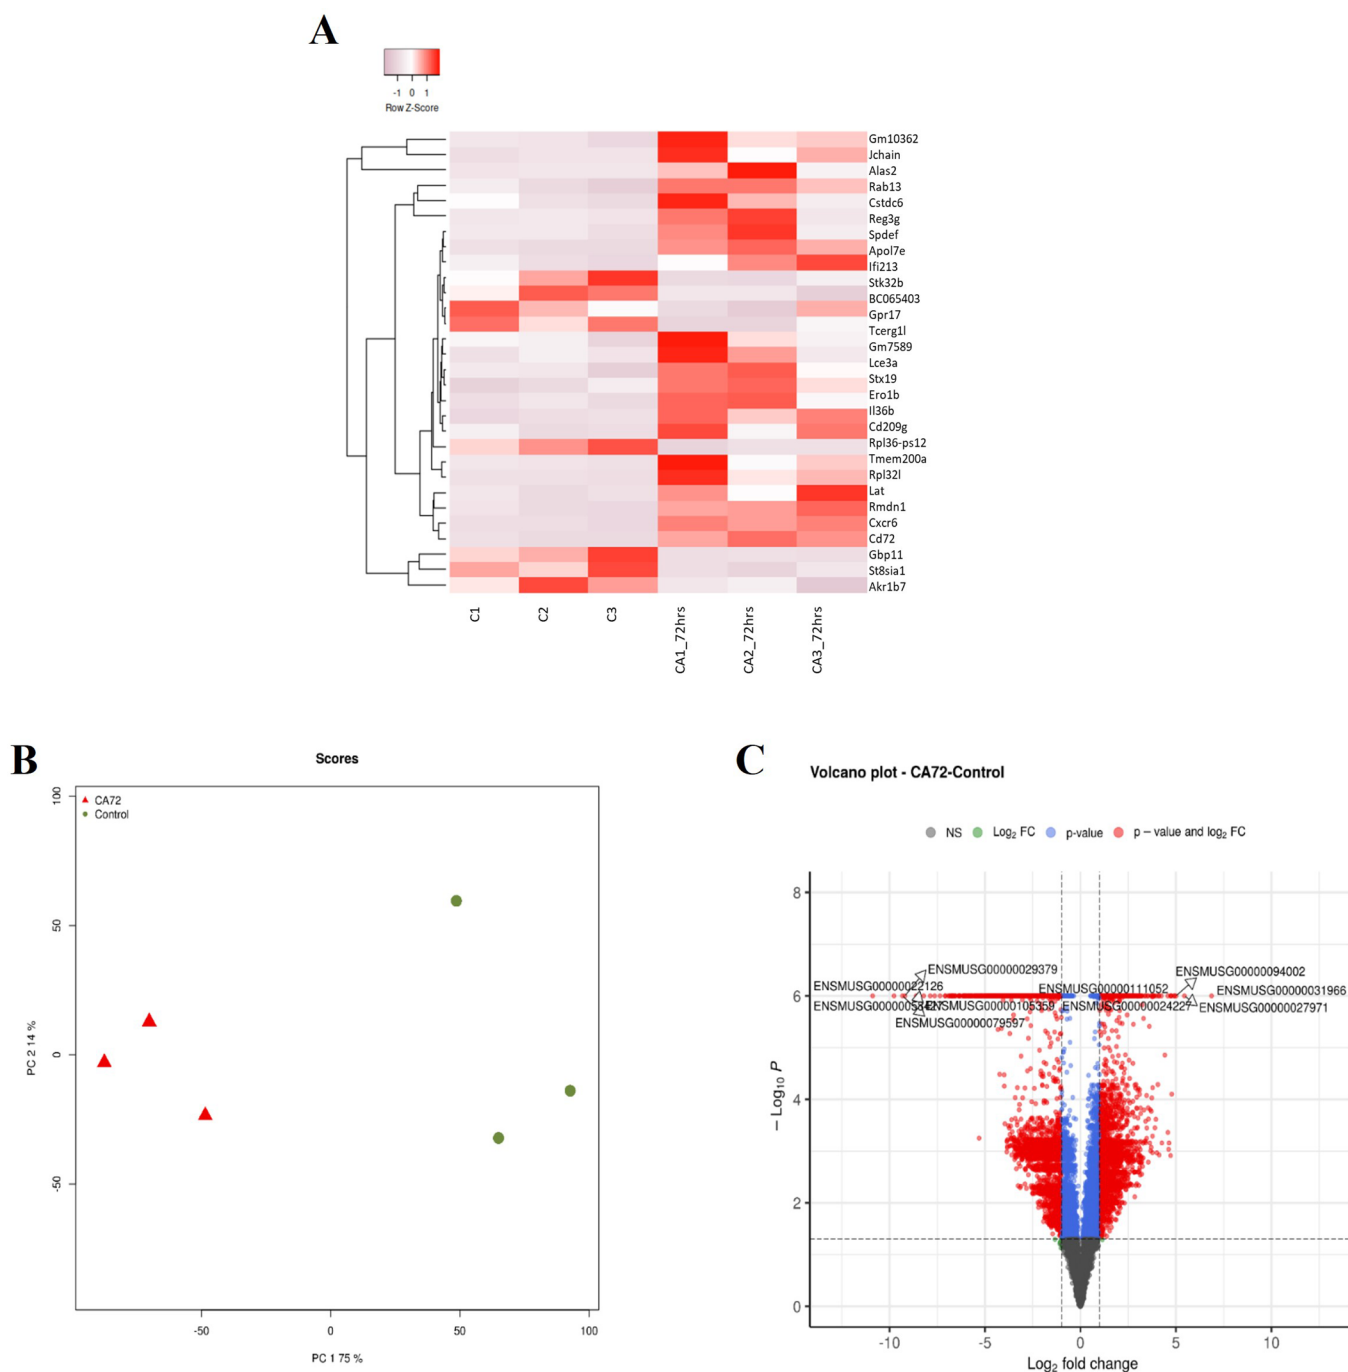 A
-1 0 1
Row Z-Score
Gm10362
Jchain
Alas2
Rab13
Cstdc6
Reg3g
Spdef
Apol7e
Ifi213
Stk32b
BC065403
Gpr17
Tcerg1l
Gm7589
Lce3a
Stx19
Ero1b
Il36b
Cd209g
Rpl36-ps12
Tmem200a
Rpl32l
Lat
Rmdn1
Cxcr6
Cd72
Gbp11
St8sia1
Akr1b7
C1
C2
C3
CA1_72hrs
CA2_72hrs
CA3_72hrs
B
Scores
CA72
Control
100
50
0
-50
PC 2 14 %
-50 0 50 100
PC 1 75 %
C
Volcano plot - CA72-Control
NS Log₂ FC p-value p − value and log₂ FC
8
6
4
2
0
− Log₁₀ P
ENSMUSG00000029379
ENSMUSG00000094002
ENSMUSG00000022126
ENSMUSG00000111052
ENSMUSG00000031966
ENSMUSG00000105359
ENSMUSG00000024227
ENSMUSG00000027971
ENSMUSG00000079597
-10 -5 0 5 10
Log₂ fold change